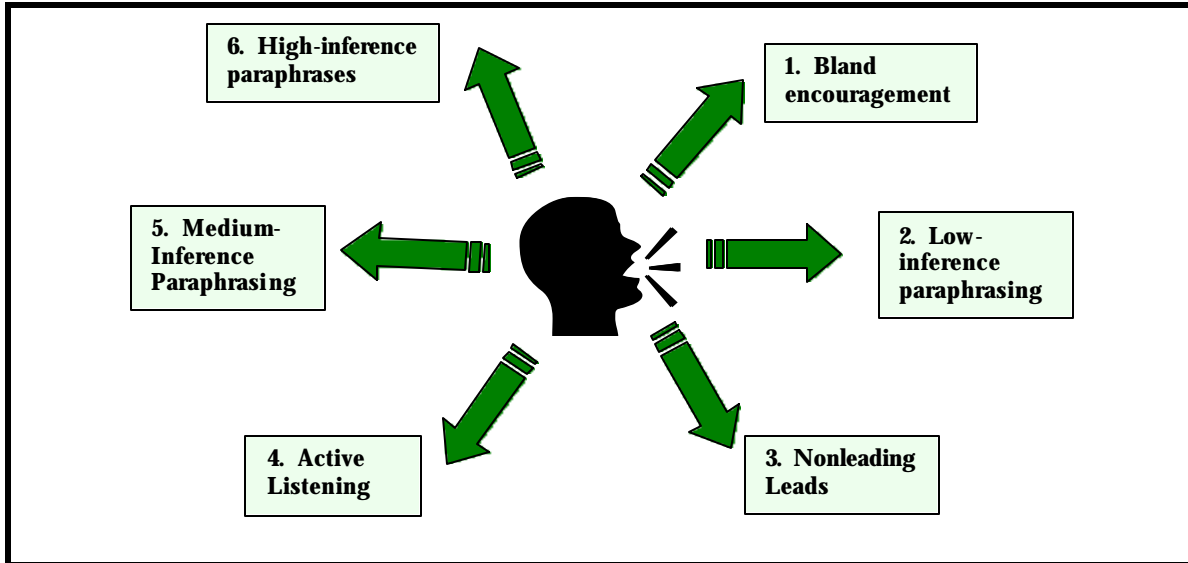 1. Bland
encouragement
2. Low-
inference
paraphrasing
3. Nonleading
Leads
4. Active
Listening
5. Medium-
Inference
Paraphrasing
6. High-inference
paraphrases